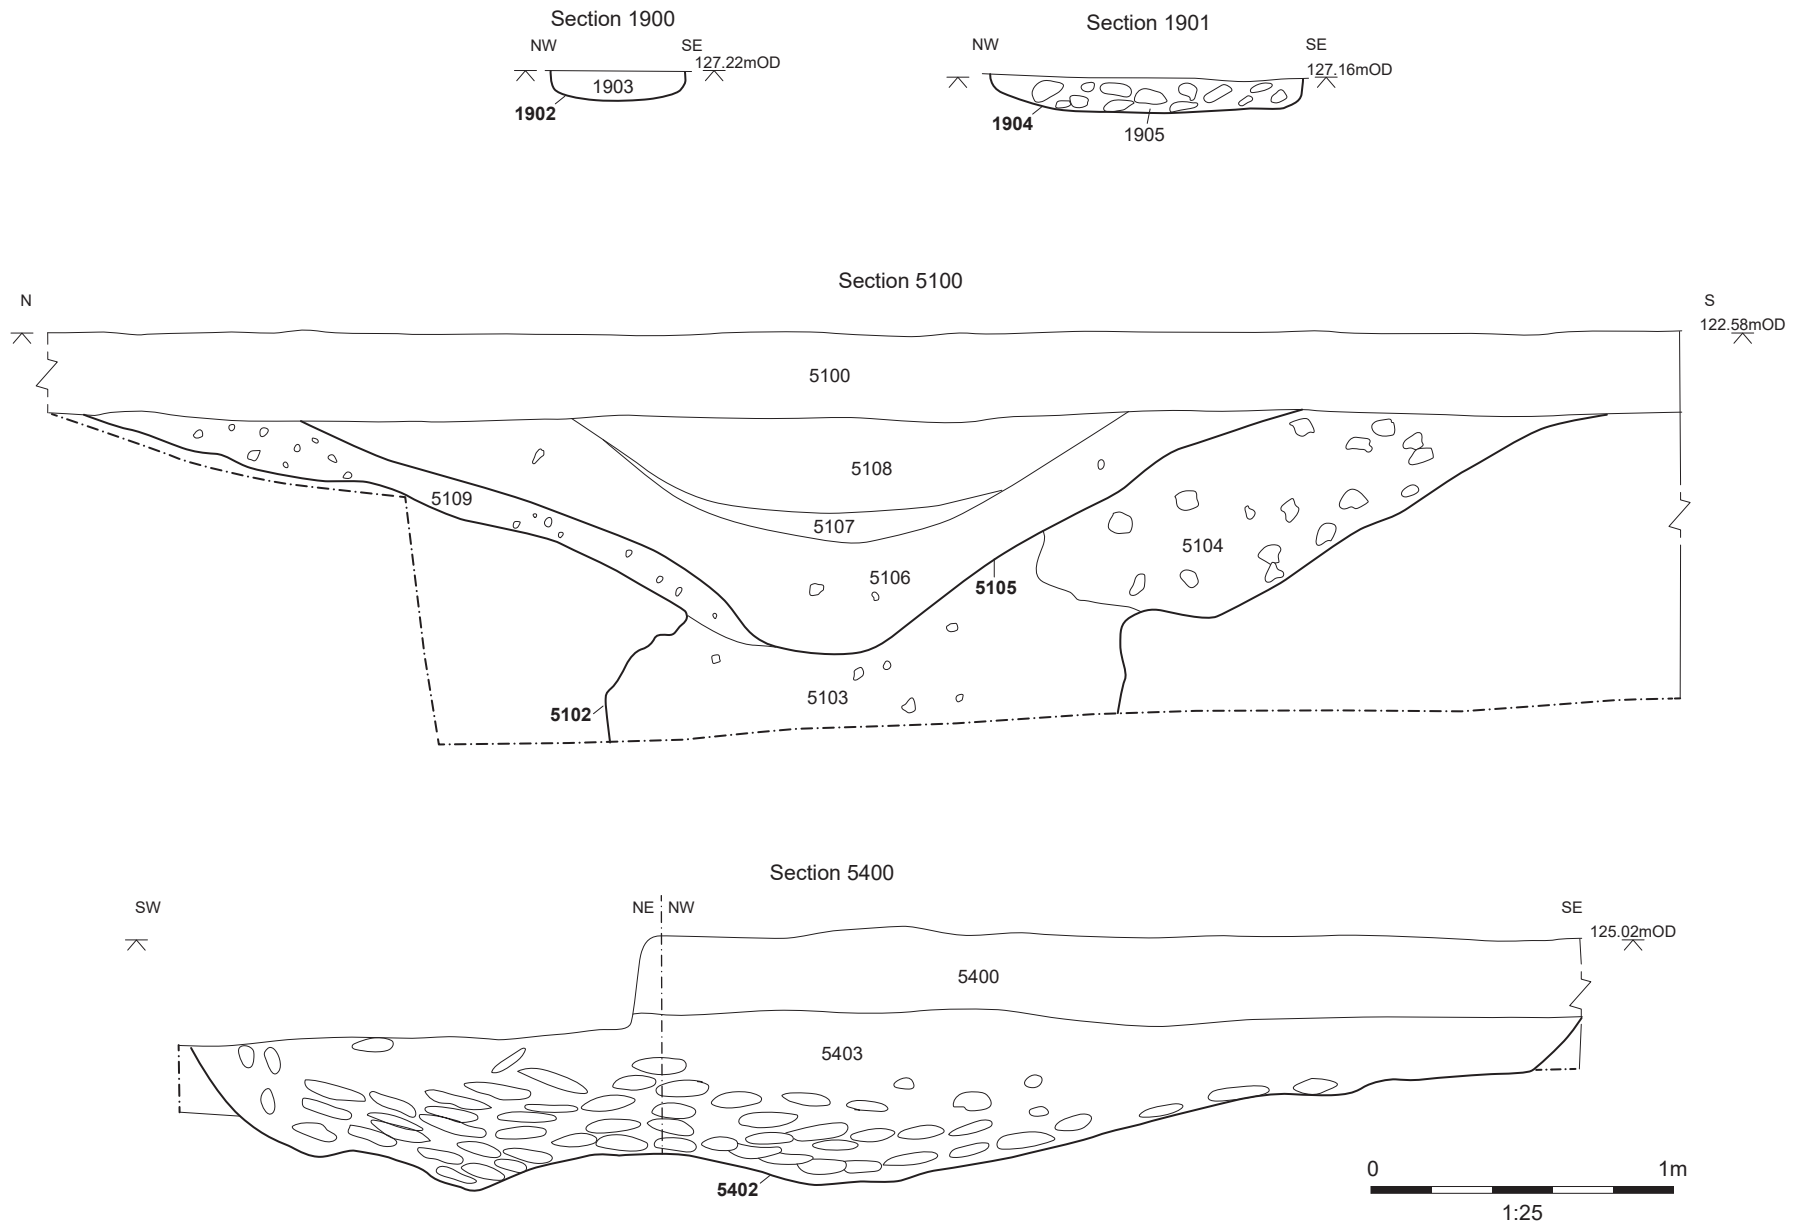 Section 1900
NW SE
127.22mOD
1903
1902
Section 1901
NW SE
127.16mOD
1904
1905
Section 5100
N S
122.58mOD
5100
5108
5109
5107
5104
5106
5105
5103
5102
Section 5400
SW NE NW SE
125.02mOD
5400
5403
5402
0 1m
1:25